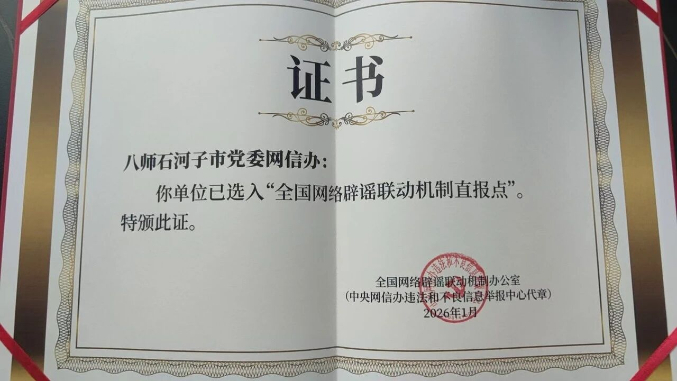 证书
八师石河子市党委网信办：
你单位已选入“全国网络辟谣联动机制直报点”。
特颁此证。
全国网络辟谣联动机制办公室
（中央网信办违法和不良信息举报中心代章）
2026年1月